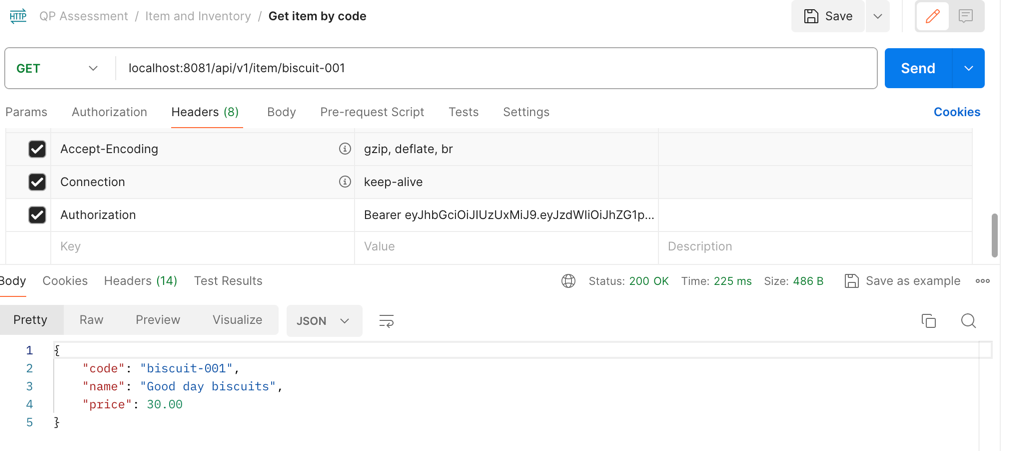 HTTP QP Assessment / Item and Inventory / Get item by code Save
GET localhost:8081/api/v1/item/biscuit-001 Send
Params Authorization Headers (8) Body Pre-request Script Tests Settings Cookies
Accept-Encoding gzip, deflate, br
Connection keep-alive
Authorization Bearer eyJhbGciOiJIUzUxMiJ9.eyJzdWIiOiJhZG1p...
Key Value Description
Body Cookies Headers (14) Test Results Status: 200 OK Time: 225 ms Size: 486 B Save as example
Pretty Raw Preview Visualize JSON
1 {
2 "code": "biscuit-001",
3 "name": "Good day biscuits",
4 "price": 30.00
5 }